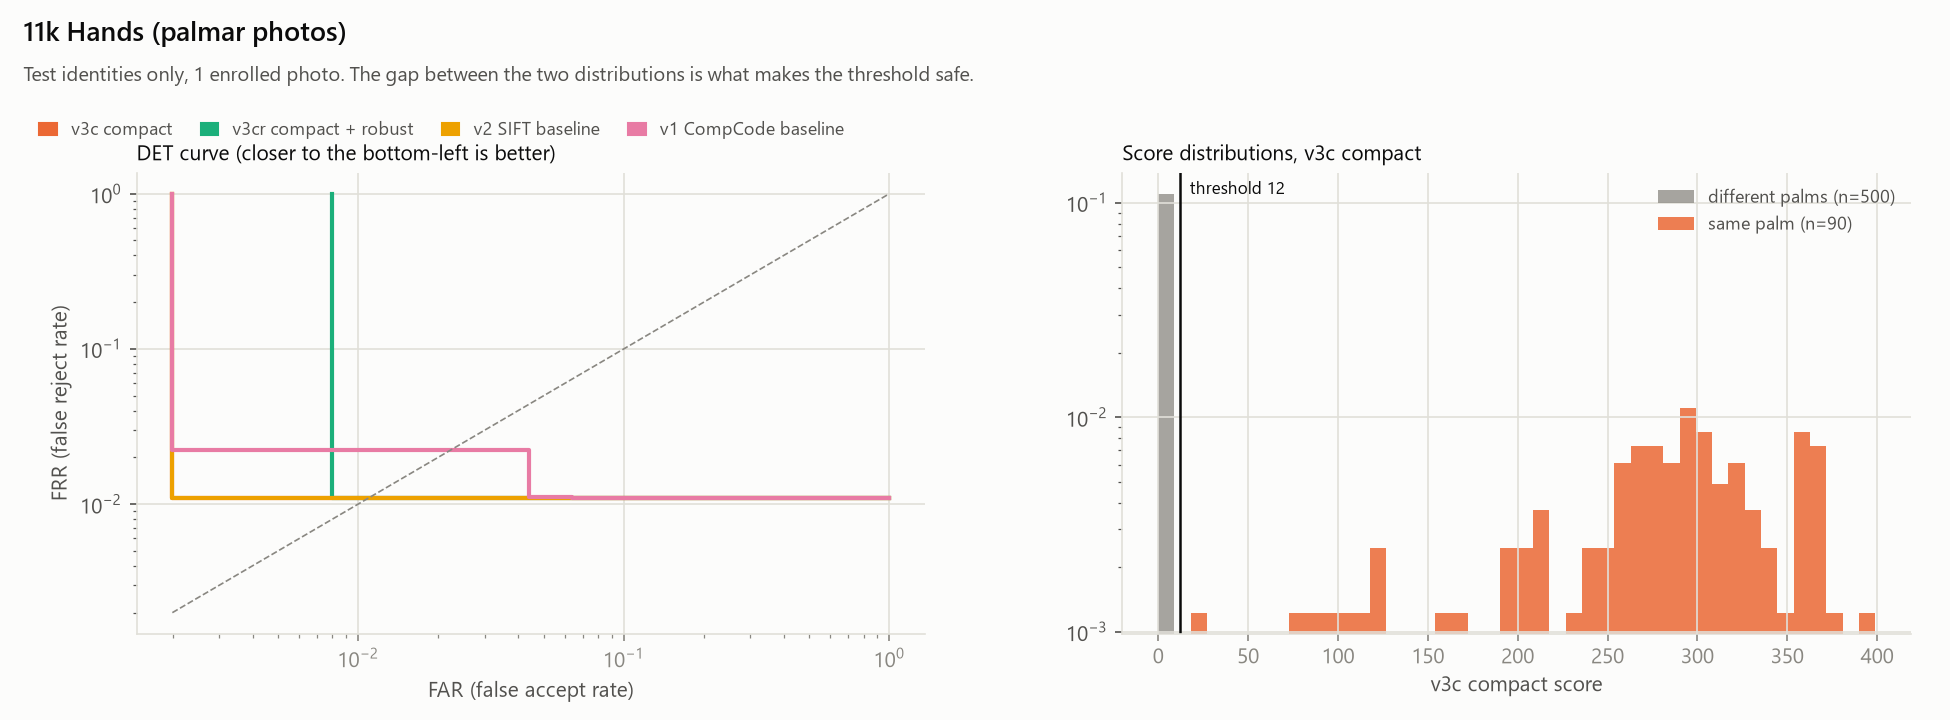 11k Hands (palmar photos)
Test identities only, 1 enrolled photo. The gap between the two distributions is what makes the threshold safe.
v3c compact v3cr compact + robust v2 SIFT baseline v1 CompCode baseline
DET curve (closer to the bottom-left is better)
10⁰
10⁻¹
10⁻²
FRR (false reject rate)
10⁻² 10⁻¹ 10⁰
FAR (false accept rate)
Score distributions, v3c compact
threshold 12
different palms (n=500)
same palm (n=90)
10⁻¹
10⁻²
10⁻³
0 50 100 150 200 250 300 350 400
v3c compact score